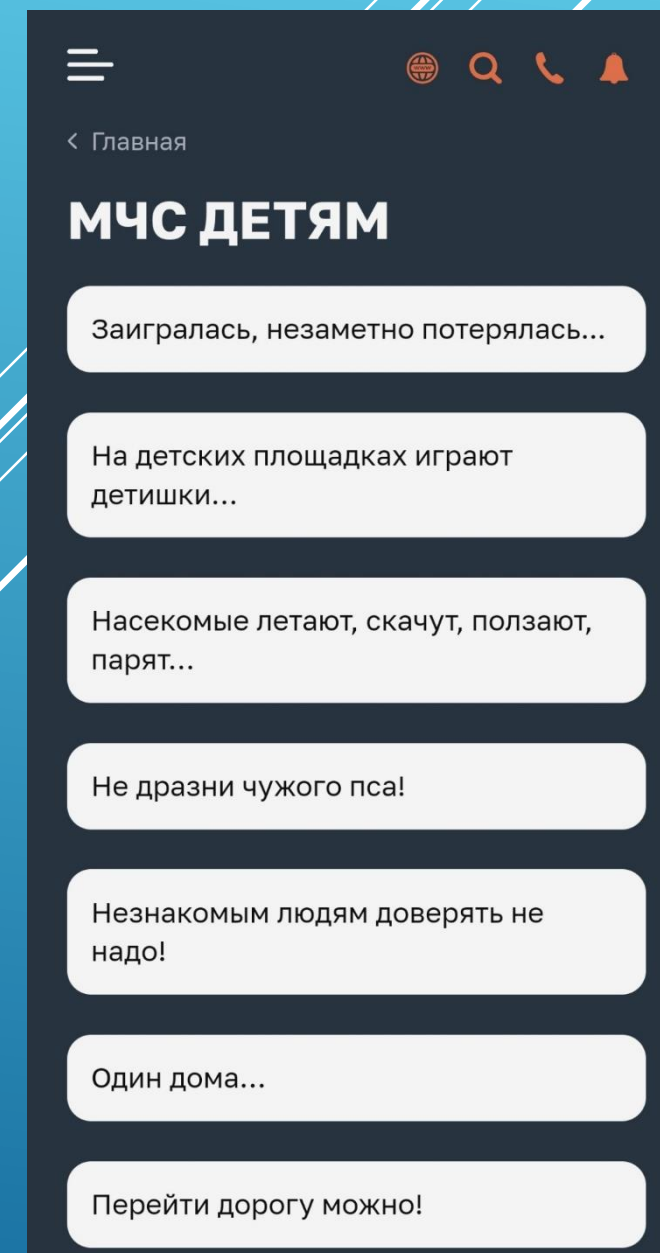 Главная
МЧС ДЕТЯМ
Заигралась, незаметно потерялась...
На детских площадках играют
детишки...
Насекомые летают, скачут, ползают,
парят...
Не дразни чужого пса!
Незнакомым людям доверять не
надо!
Один дома...
Перейти дорогу можно!